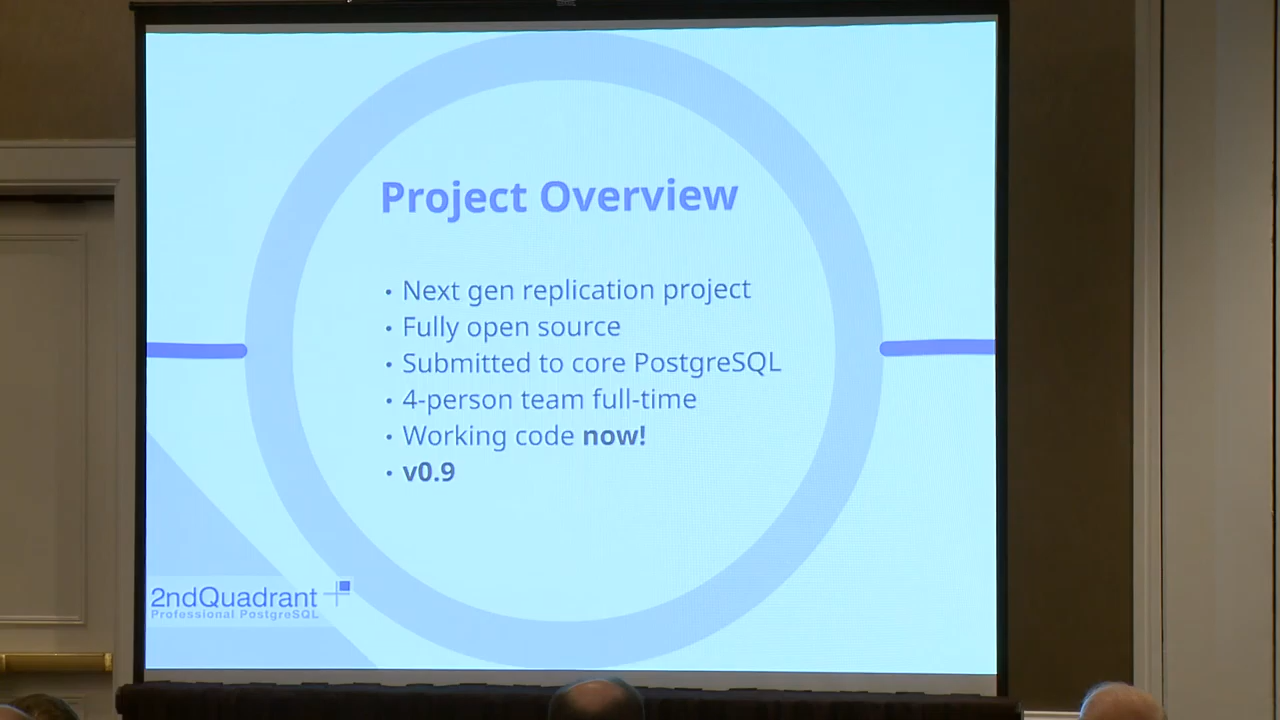 Project Overview
• Next gen replication project
• Fully open source
• Submitted to core PostgreSQL
• 4-person team full-time
• Working code now!
• v0.9
2ndQuadrant
Professional PostgreSQL